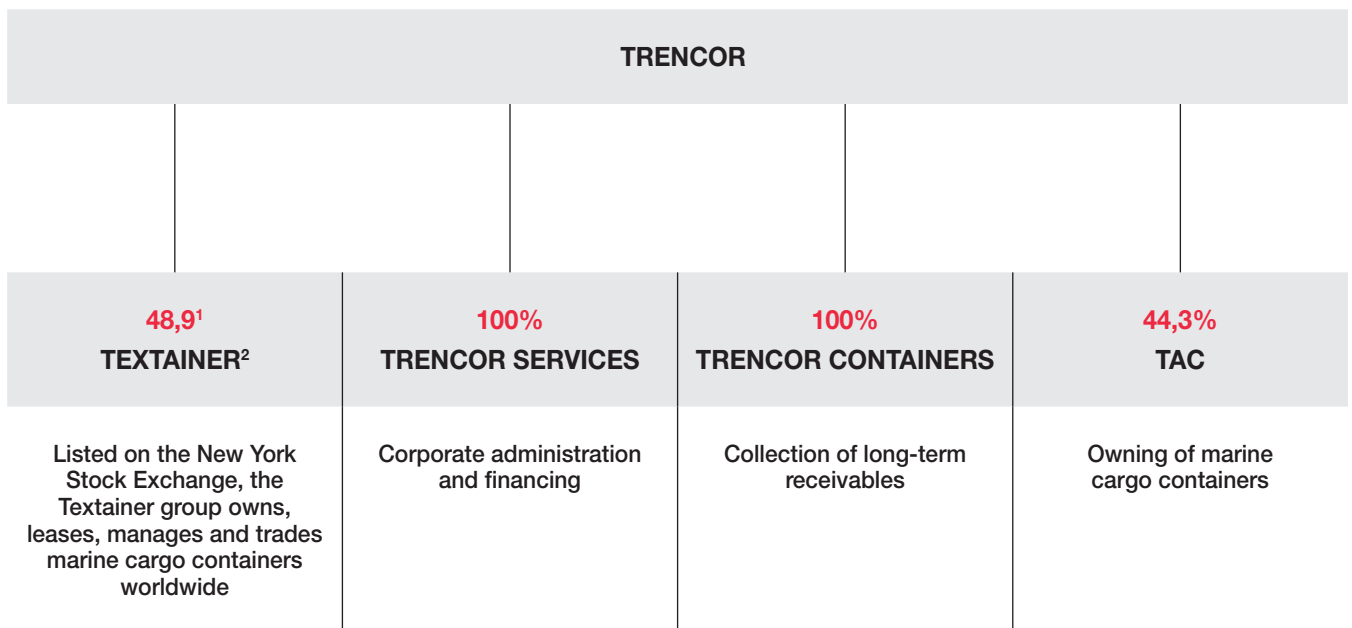 TRENCOR
48,9¹
TEXTAINER²
Listed on the New York
Stock Exchange, the
Textainer group owns,
leases, manages and trades
marine cargo containers
worldwide
100%
TRENCOR SERVICES
Corporate administration
and financing
100%
TRENCOR CONTAINERS
Collection of long-term
receivables
44,3%
TAC
Owning of marine
cargo containers